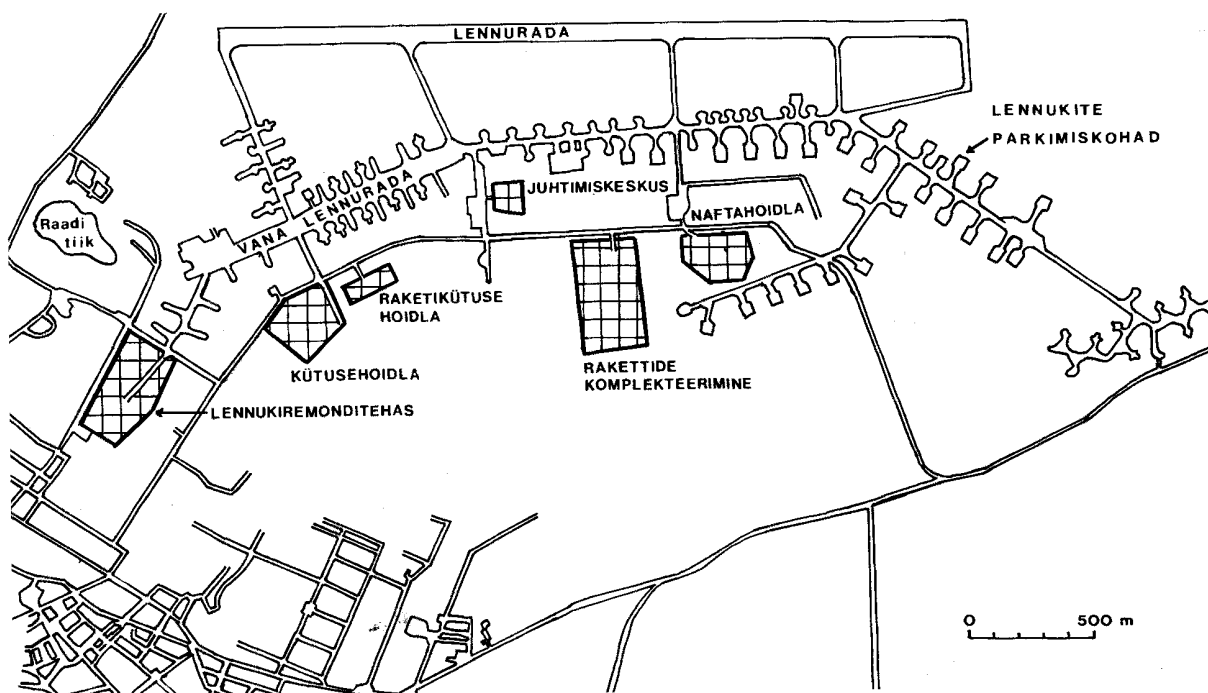 LENNURADA
LENNUKITE
PARKIMISKOHAD
JUHTIMISKESKUS
VANA LENNURADA
NAFTAHOIDLA
Raadi
tiik
RAKETIKÜTUSE
HOIDLA
KÜTUSEHOIDLA
RAKETTIDE
KOMPLEKTEERIMINE
LENNUKIREMONDITEHAS
0 500 m